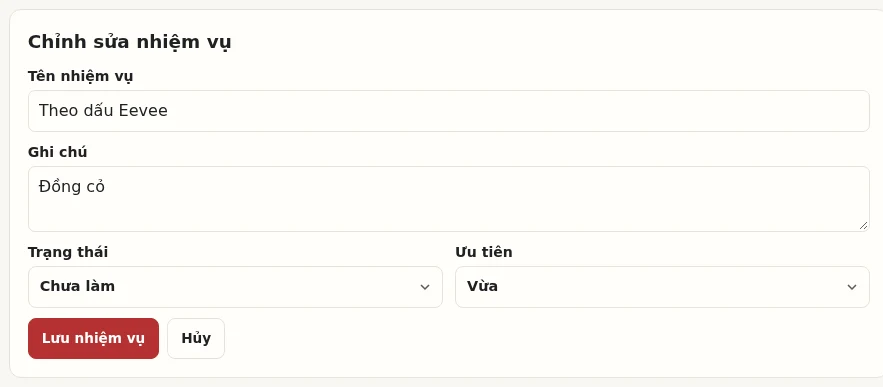 Chỉnh sửa nhiệm vụ
Tên nhiệm vụ
Theo dấu Eevee
Ghi chú
Đồng cỏ
Trạng thái
Ưu tiên
Chưa làm
Vừa
Lưu nhiệm vụ
Hủy